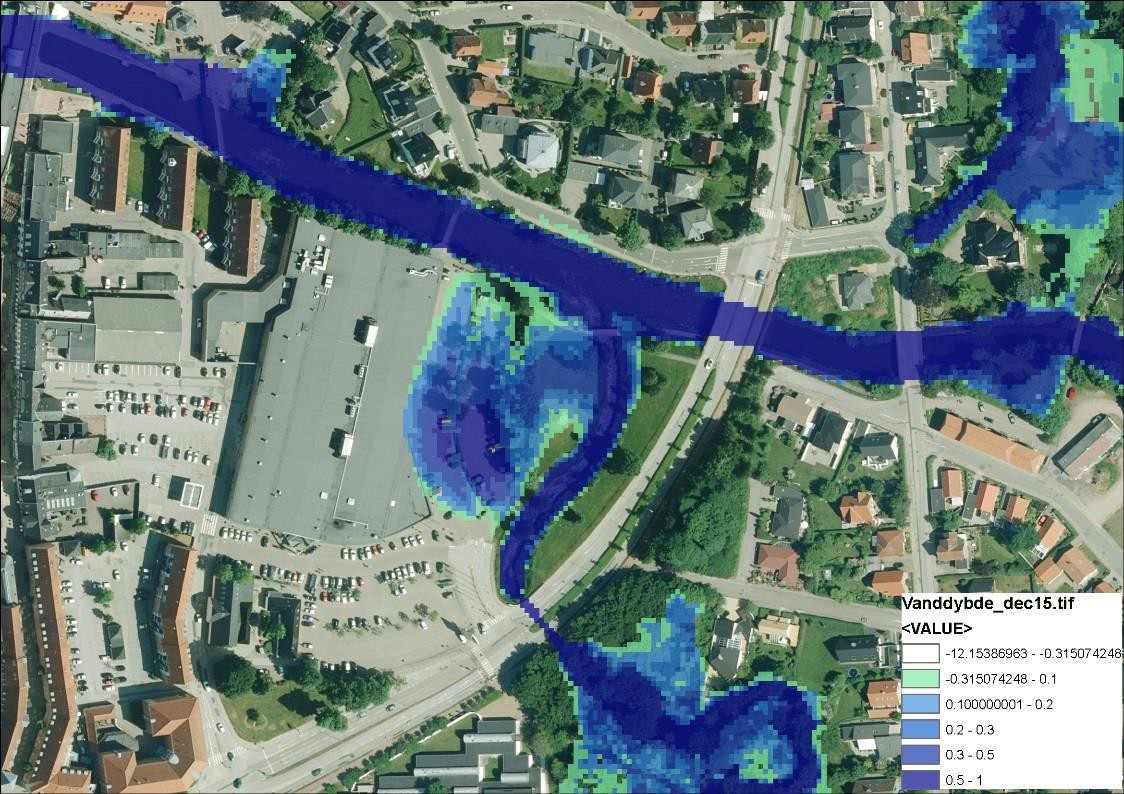 Vanddybde_dec15.tif
<VALUE>
-12.15386963 - -0.315074248
-0.315074248 - 0.1
0.100000001 - 0.2
0.2 - 0.3
0.3 - 0.5
0.5 - 1